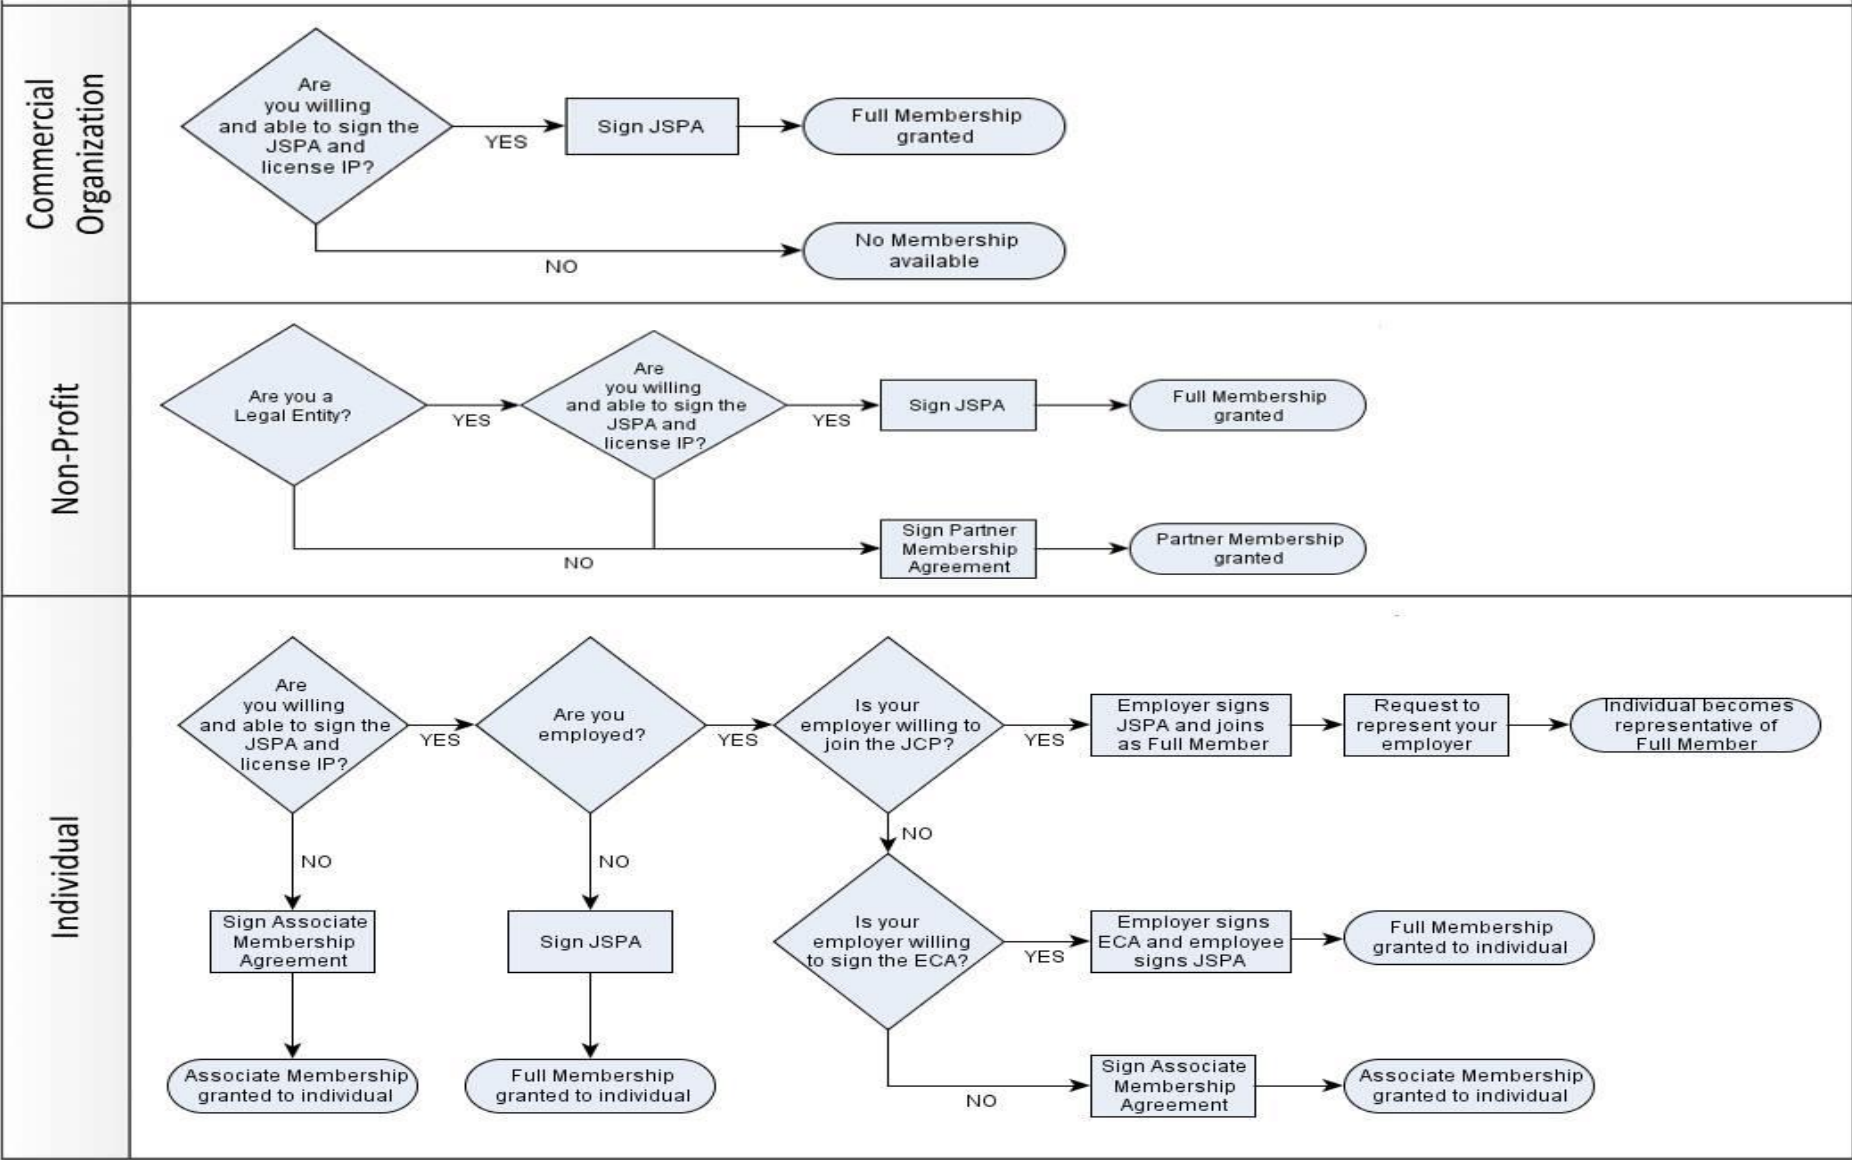 Commercial
Organization
Are
you willing
and able to sign the
JSPA and
license IP?
YES
Sign JSPA
Full Membership
granted
NO
No Membership
available
Non-Profit
Are you a
Legal Entity?
YES
Are
you willing
and able to sign the
JSPA and
license IP?
YES
Sign JSPA
Full Membership
granted
NO
Sign Partner
Membership
Agreement
Partner Membership
granted
Individual
Are
you willing
and able to sign the
JSPA and
license IP?
YES
Are you
employed?
YES
Is your
employer willing to
join the JCP?
YES
Employer signs
JSPA and joins
as Full Member
Request to
represent your
employer
Individual becomes
representative of
Full Member
NO
NO
NO
Sign Associate
Membership
Agreement
Sign JSPA
Is your
employer willing
to sign the ECA?
YES
Employer signs
ECA and employee
signs JSPA
Full Membership
granted to individual
Associate Membership
granted to individual
Full Membership
granted to individual
NO
Sign Associate
Membership
Agreement
Associate Membership
granted to individual